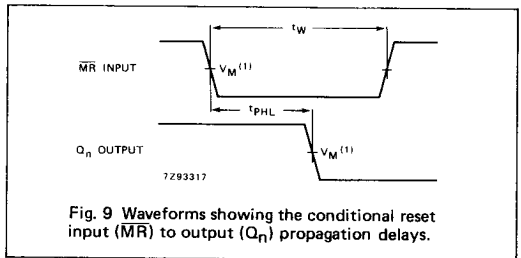 tW
MR INPUT
VM(1)
tPHL
Qn OUTPUT
VM(1)
7Z93317
Fig. 9 Waveforms showing the conditional reset
input (MR) to output (Qn) propagation delays.